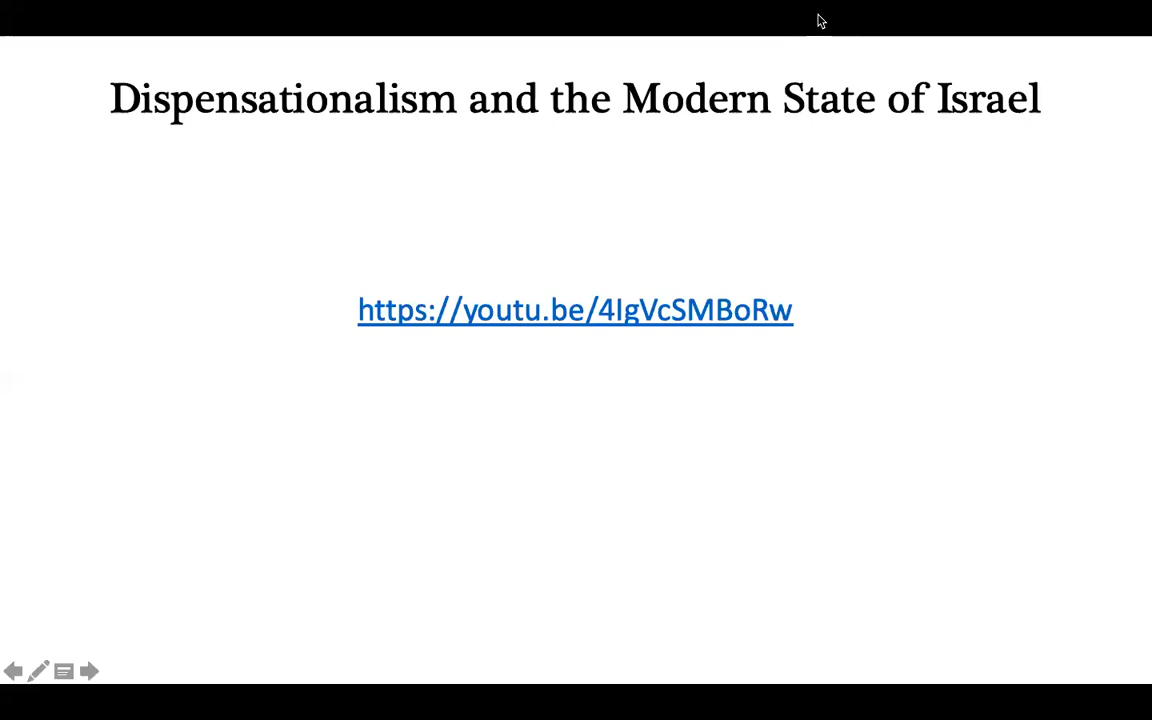 Dispensationalism and the Modern State of Israel
https://youtu.be/4IgVcSMBoRw